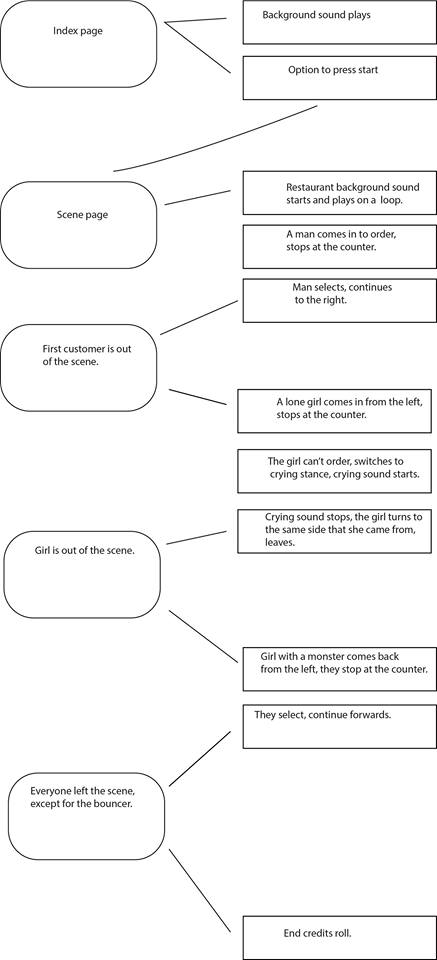 Index page
Background sound plays
Option to press start
Scene page
Restaurant background sound
starts and plays on a loop.
A man comes in to order,
stops at the counter.
Man selects, continues
to the right.
First customer is out
of the scene.
A lone girl comes in from the left,
stops at the counter.
The girl can't order, switches to
crying stance, crying sound starts.
Crying sound stops, the girl turns to
the same side that she came from,
leaves.
Girl is out of the scene.
Girl with a monster comes back
from the left, they stop at the counter.
They select, continue forwards.
Everyone left the scene,
except for the bouncer.
End credits roll.